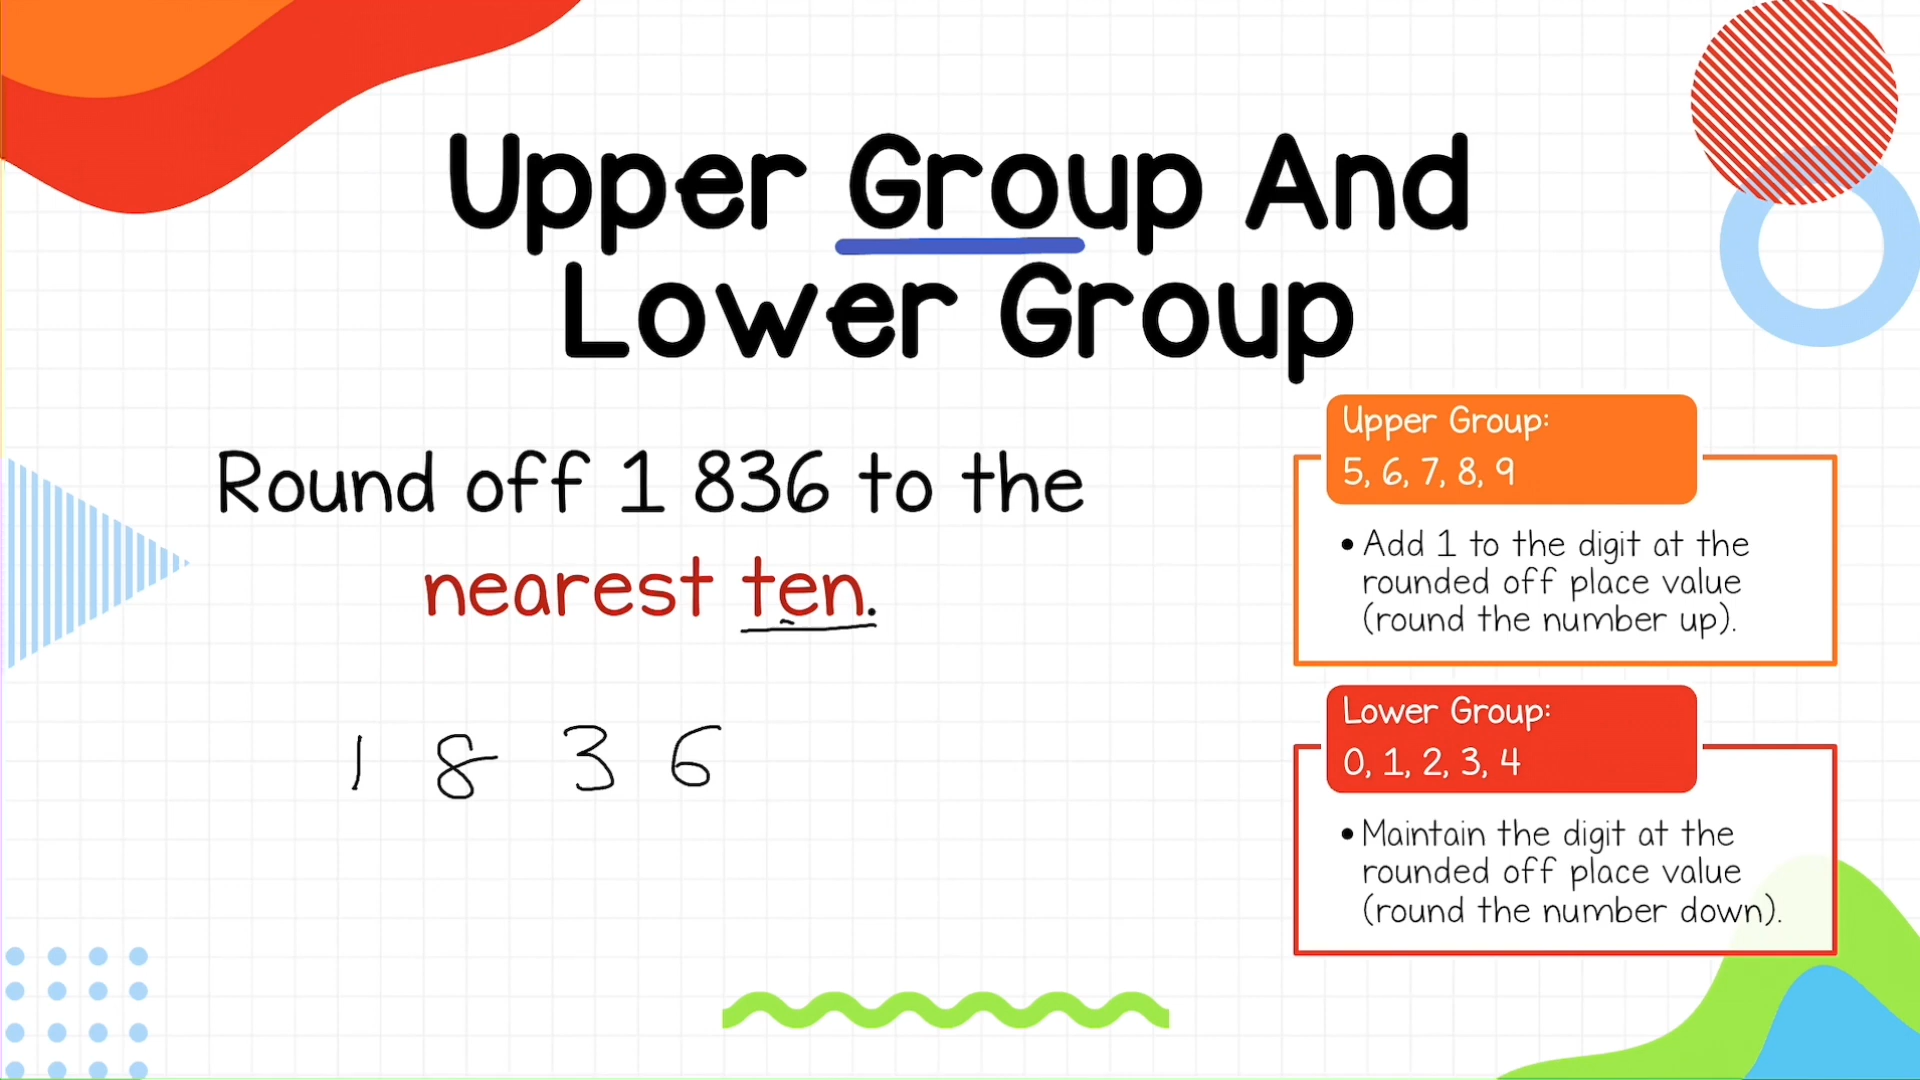 Upper Group And
Lower Group
Round off 1 836 to the
nearest ten.
1 8 3 6
Upper Group:
5, 6, 7, 8, 9
• Add 1 to the digit at the
rounded off place value
(round the number up).
Lower Group:
0, 1, 2, 3, 4
• Maintain the digit at the
rounded off place value
(round the number down).